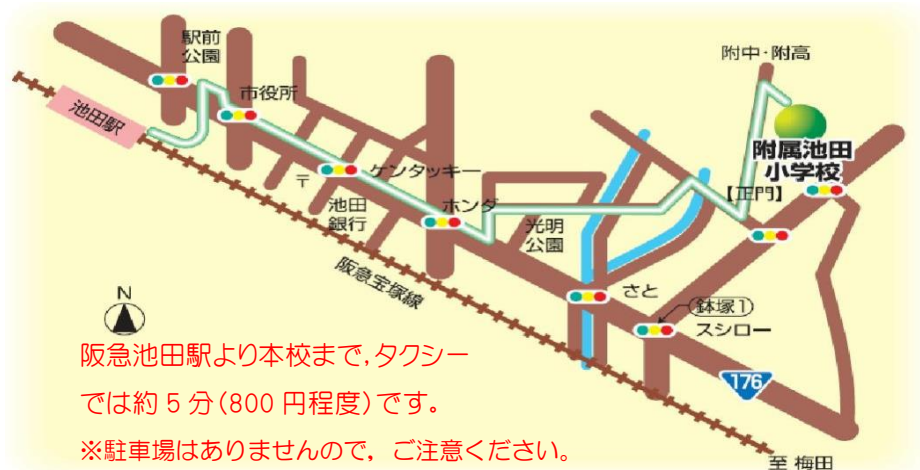 駅前
公園
附中・附高
市役所
池田駅
附属池田
小学校
ケンタッキー
〒
【正門】
池田
銀行
ホンダ
光明
公園
阪急宝塚線
さと
鉢塚1
スシロー
N
阪急池田駅より本校まで,タクシー
では約5分(800円程度)です。
176
※駐車場はありませんので，ご注意ください。
至 梅田